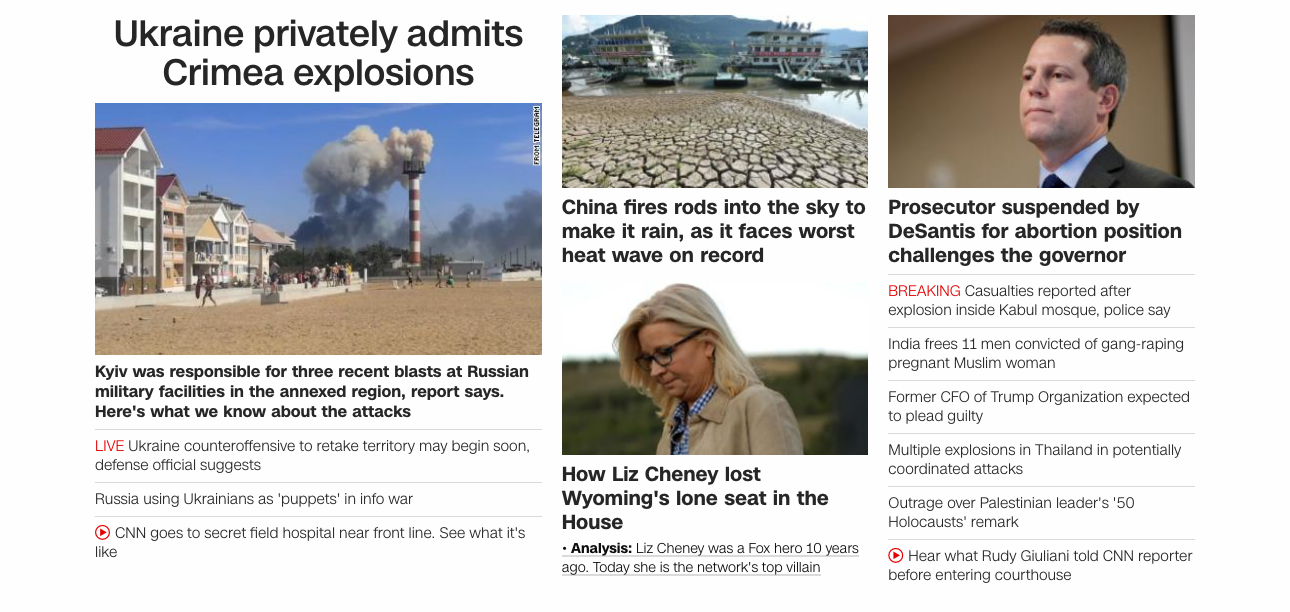 Ukraine privately admits
Crimea explosions
FROM TELEGRAM
Kyiv was responsible for three recent blasts at Russian
military facilities in the annexed region, report says.
Here's what we know about the attacks
LIVE Ukraine counteroffensive to retake territory may begin soon,
defense official suggests
Russia using Ukrainians as 'puppets' in info war
CNN goes to secret field hospital near front line. See what it's
like
China fires rods into the sky to
make it rain, as it faces worst
heat wave on record
How Liz Cheney lost
Wyoming's lone seat in the
House
• Analysis: Liz Cheney was a Fox hero 10 years
ago. Today she is the network's top villain
Prosecutor suspended by
DeSantis for abortion position
challenges the governor
BREAKING Casualties reported after
explosion inside Kabul mosque, police say
India frees 11 men convicted of gang-raping
pregnant Muslim woman
Former CFO of Trump Organization expected
to plead guilty
Multiple explosions in Thailand in potentially
coordinated attacks
Outrage over Palestinian leader's '50
Holocausts' remark
Hear what Rudy Giuliani told CNN reporter
before entering courthouse